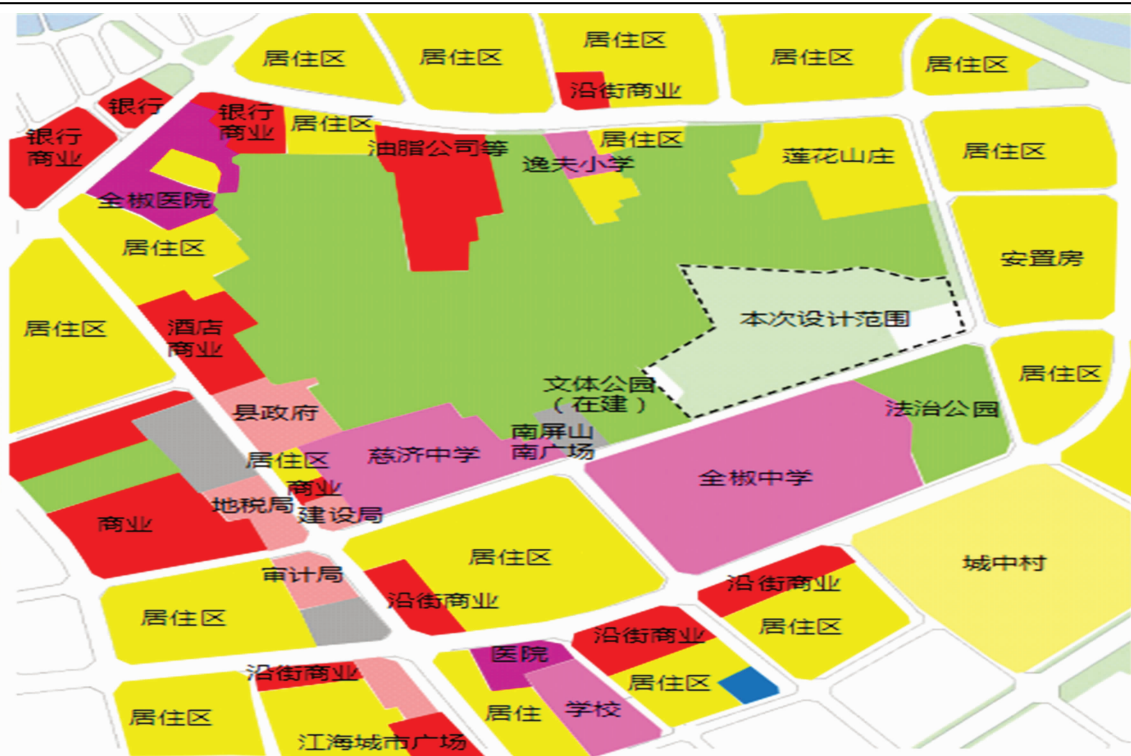 居住区
居住区
居住区
居住区
居住区
沿街商业
银行
银行
商业
银行
商业
居住区
油脂公司等
居住区
逸夫小学
莲花山庄
居住区
全椒医院
居住区
安置房
居住区
酒店
商业
本次设计范围
居住区
文体公园
（在建）
县政府
法治公园
南屏山
南广场
慈济中学
居住区
全椒中学
商业
地税局
建设局
商业
居住区
城中村
审计局
沿街商业
沿街商业
居住区
沿街商业
居住区
医院
沿街商业
居住区
居住区
居住
学校
江海城市广场